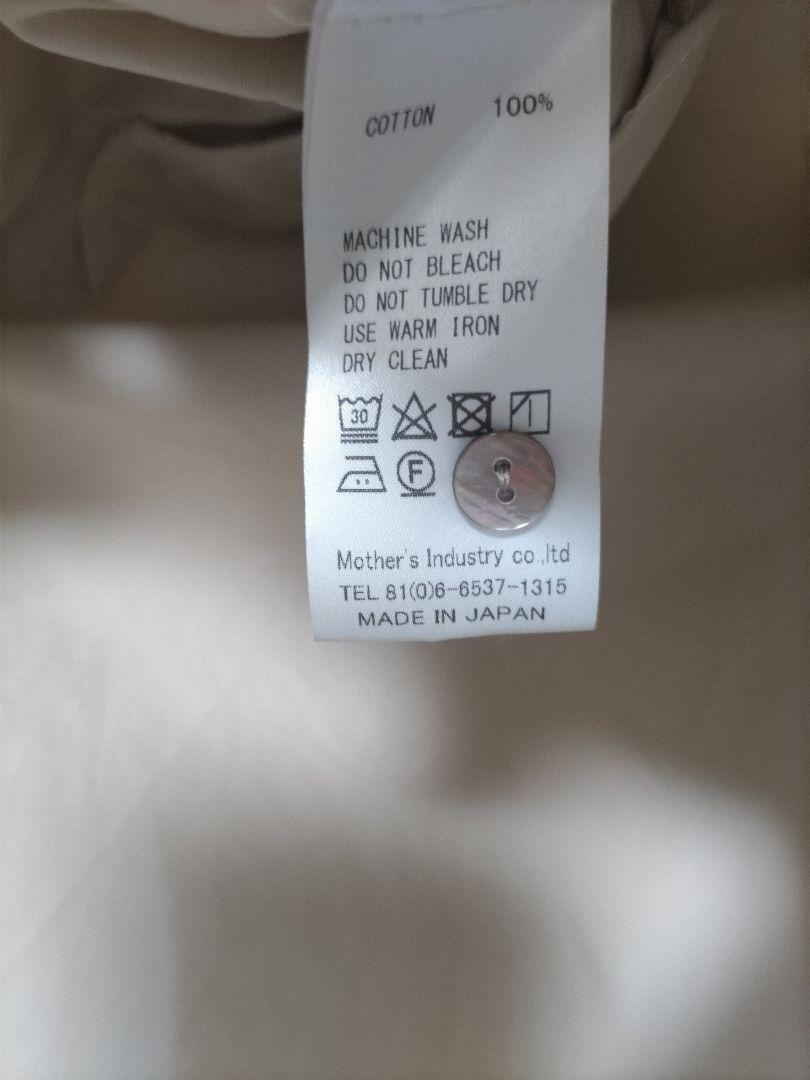 COTTON 100%
MACHINE WASH
DO NOT BLEACH
DO NOT TUMBLE DRY
USE WARM IRON
DRY CLEAN
30
F
Mother's Industry co.,ltd
TEL 81(0)6-6537-1315
MADE IN JAPAN